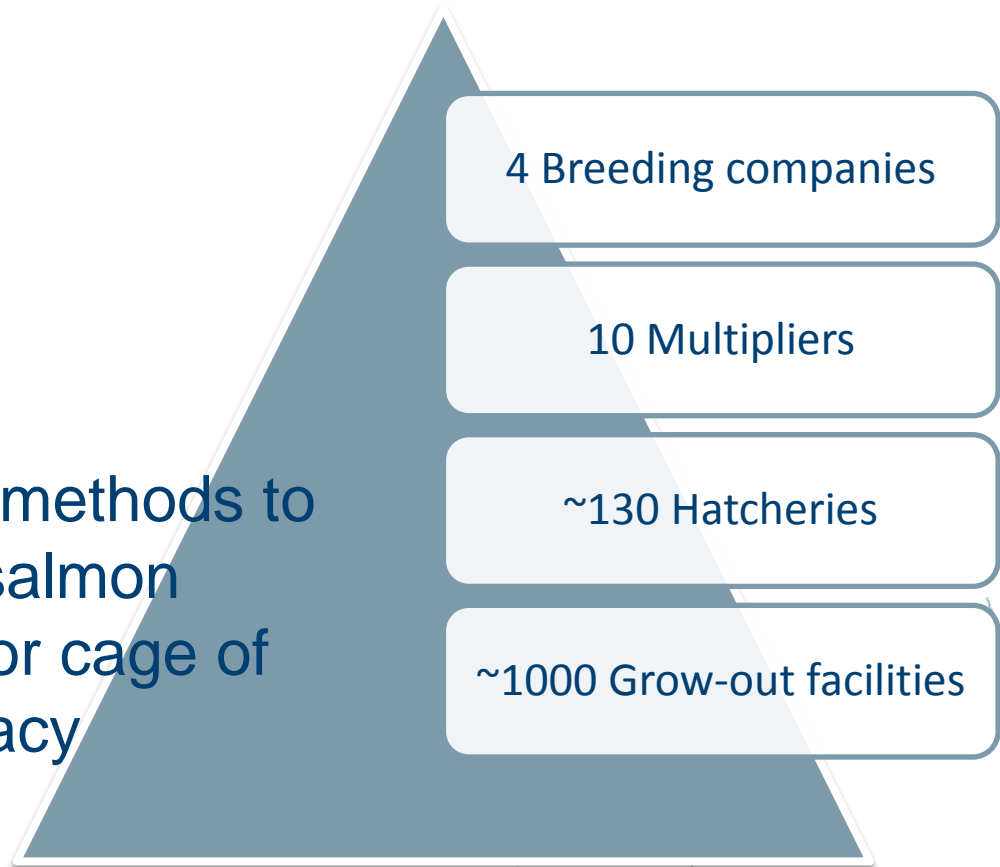 4 Breeding companies
10 Multipliers
~130 Hatcheries
~1000 Grow-out facilities
methods to
salmon
or cage of
acy